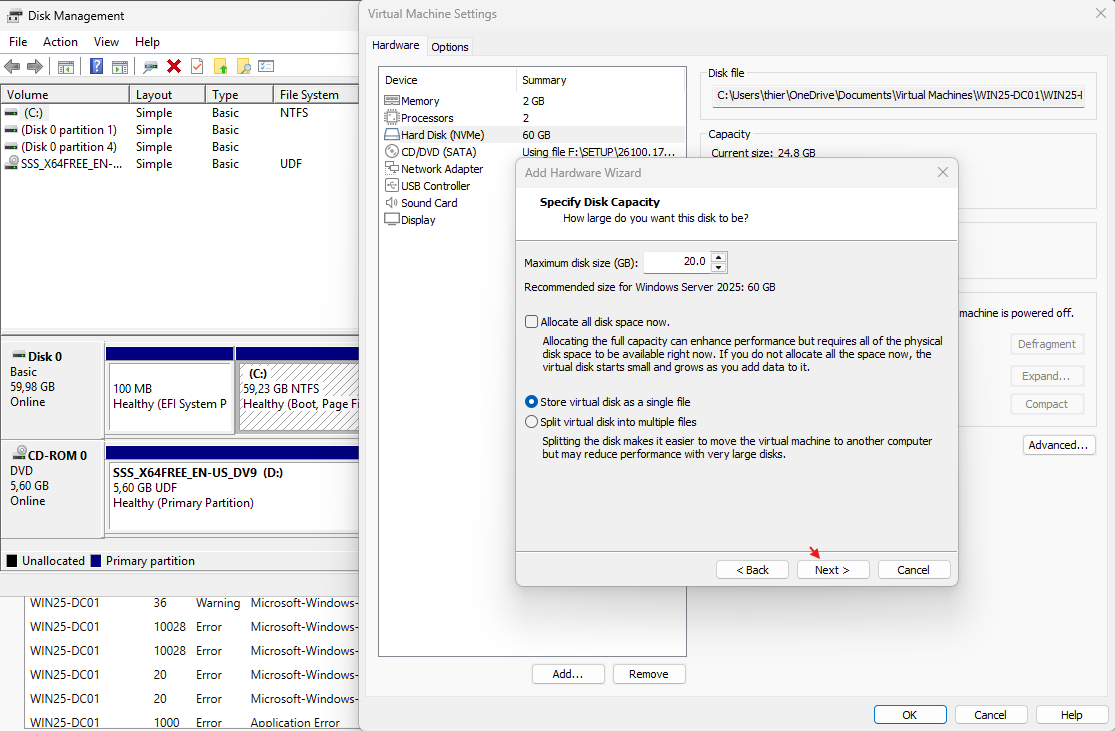 Disk Management
File Action View Help
Volume Layout Type File System
(C:) Simple Basic NTFS
(Disk 0 partition 1) Simple Basic
(Disk 0 partition 4) Simple Basic
SSS_X64FREE_EN-... Simple Basic UDF
Disk 0
Basic
59,98 GB
Online
100 MB
Healthy (EFI System P
(C:)
59,23 GB NTFS
Healthy (Boot, Page Fi
CD-ROM 0
DVD
5,60 GB
Online
SSS_X64FREE_EN-US_DV9 (D:)
5,60 GB UDF
Healthy (Primary Partition)
Unallocated Primary partition
WIN25-DC01 36 Warning Microsoft-Windows-
WIN25-DC01 10028 Error Microsoft-Windows-
WIN25-DC01 10028 Error Microsoft-Windows-
WIN25-DC01 20 Error Microsoft-Windows-
WIN25-DC01 20 Error Microsoft-Windows-
WIN25-DC01 1000 Error Application Error
Virtual Machine Settings
Hardware Options
Device Summary
Memory 2 GB
Processors 2
Hard Disk (NVMe) 60 GB
CD/DVD (SATA) Using file F:\SETUP\26100.17...
Network Adapter
USB Controller
Sound Card
Display
Add... Remove
Disk file
C:\Users\thier\OneDrive\Documents\Virtual Machines\WIN25-DC01\WIN25-
Capacity
Current size: 24.8 GB
machine is powered off.
Defragment
Expand...
Compact
Advanced...
OK Cancel Help
Add Hardware Wizard
Specify Disk Capacity
How large do you want this disk to be?
Maximum disk size (GB): 20.0
Recommended size for Windows Server 2025: 60 GB
Allocate all disk space now.
Allocating the full capacity can enhance performance but requires all of the physical
disk space to be available right now. If you do not allocate all the space now, the
virtual disk starts small and grows as you add data to it.
Store virtual disk as a single file
Split virtual disk into multiple files
Splitting the disk makes it easier to move the virtual machine to another computer
but may reduce performance with very large disks.
< Back Next > Cancel